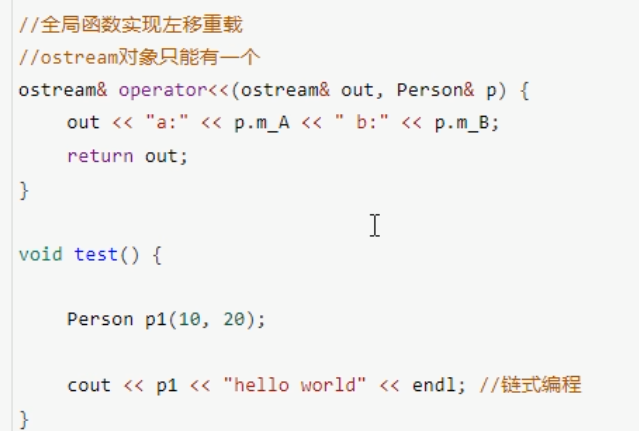 //全局函数实现左移重载
//ostream对象只能有一个
ostream& operator<<(ostream& out, Person& p) {
    out << "a:" << p.m_A << " b:" << p.m_B;
    return out;
}
void test() {
    Person p1(10, 20);
    cout << p1 << "hello world" << endl; //链式编程
}